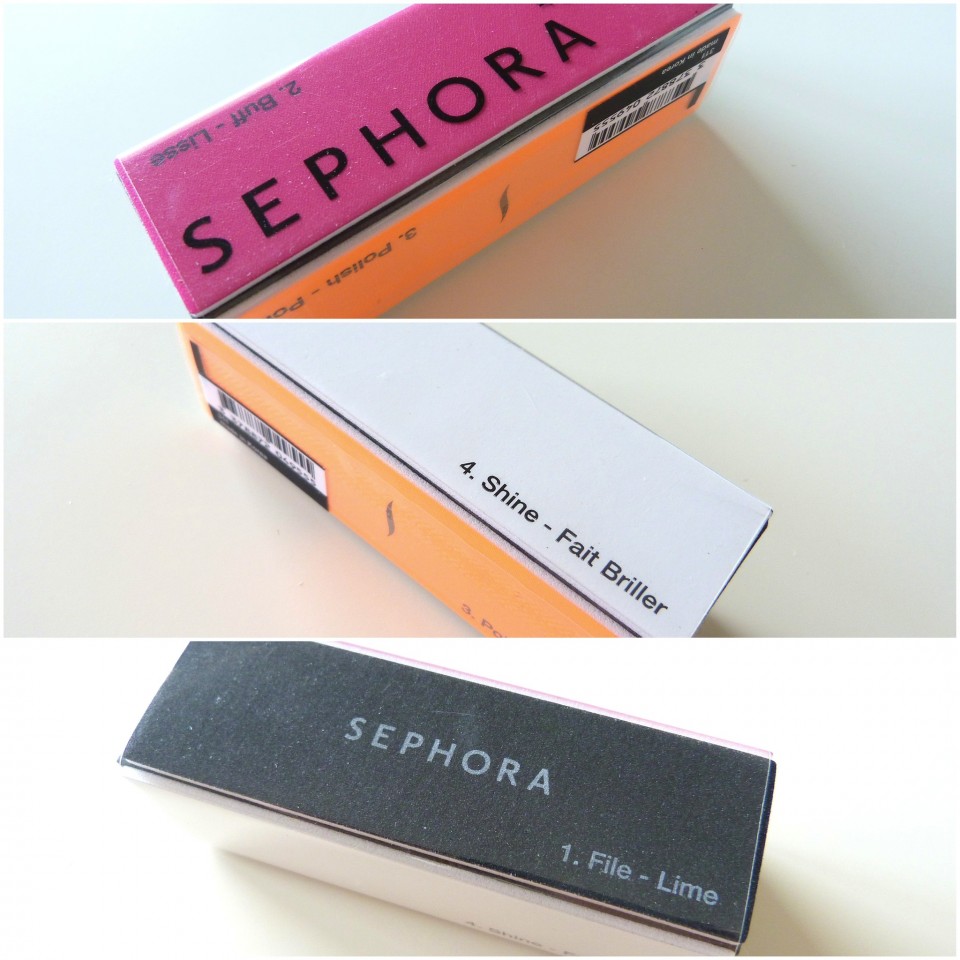 2. Buff - Lisse
SEPHORA
3. Polish - Po
made in Korea
4. Shine - Fait Briller
3. Po
SEPHORA
1. File - Lime
4. Shine -